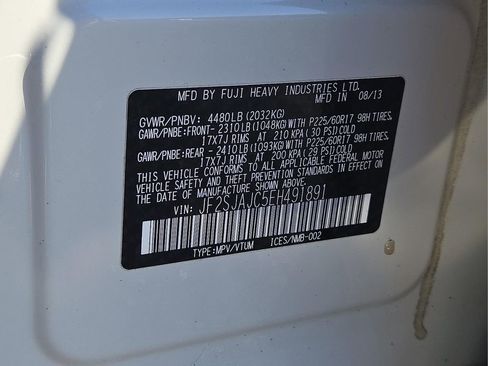 MFD BY FUJI HEAVY INDUSTRIES LTD.
08/13
GVWR/PNBV: 4480LB(2032KG)
GAWR/PNBE:FRONT- 2310LB(1048KG)WITH P225/60R17 98H TIRES,
17X7J RIMS AT 210 KPA(30 PSI)COLD
GAWR/PNBE:REAR- 2410LB(1093KG)WITH P225/60R17 98H TIRES,
17X7J RIMS AT 200 KPA(29 PSI)COLD
THIS VEHICLE CONFORMS TO ALL APPLICABLE FEDERAL MOTOR
VEHICLE SAFETY AND BUMPER STANDARDS IN EFFECT ON
THE DATE OF MANUFACTURE SHOWN ABOVE.
VIN: JF2SJAJC5EH491891
TYPE:MPV/VTUM ICES/NMB-002